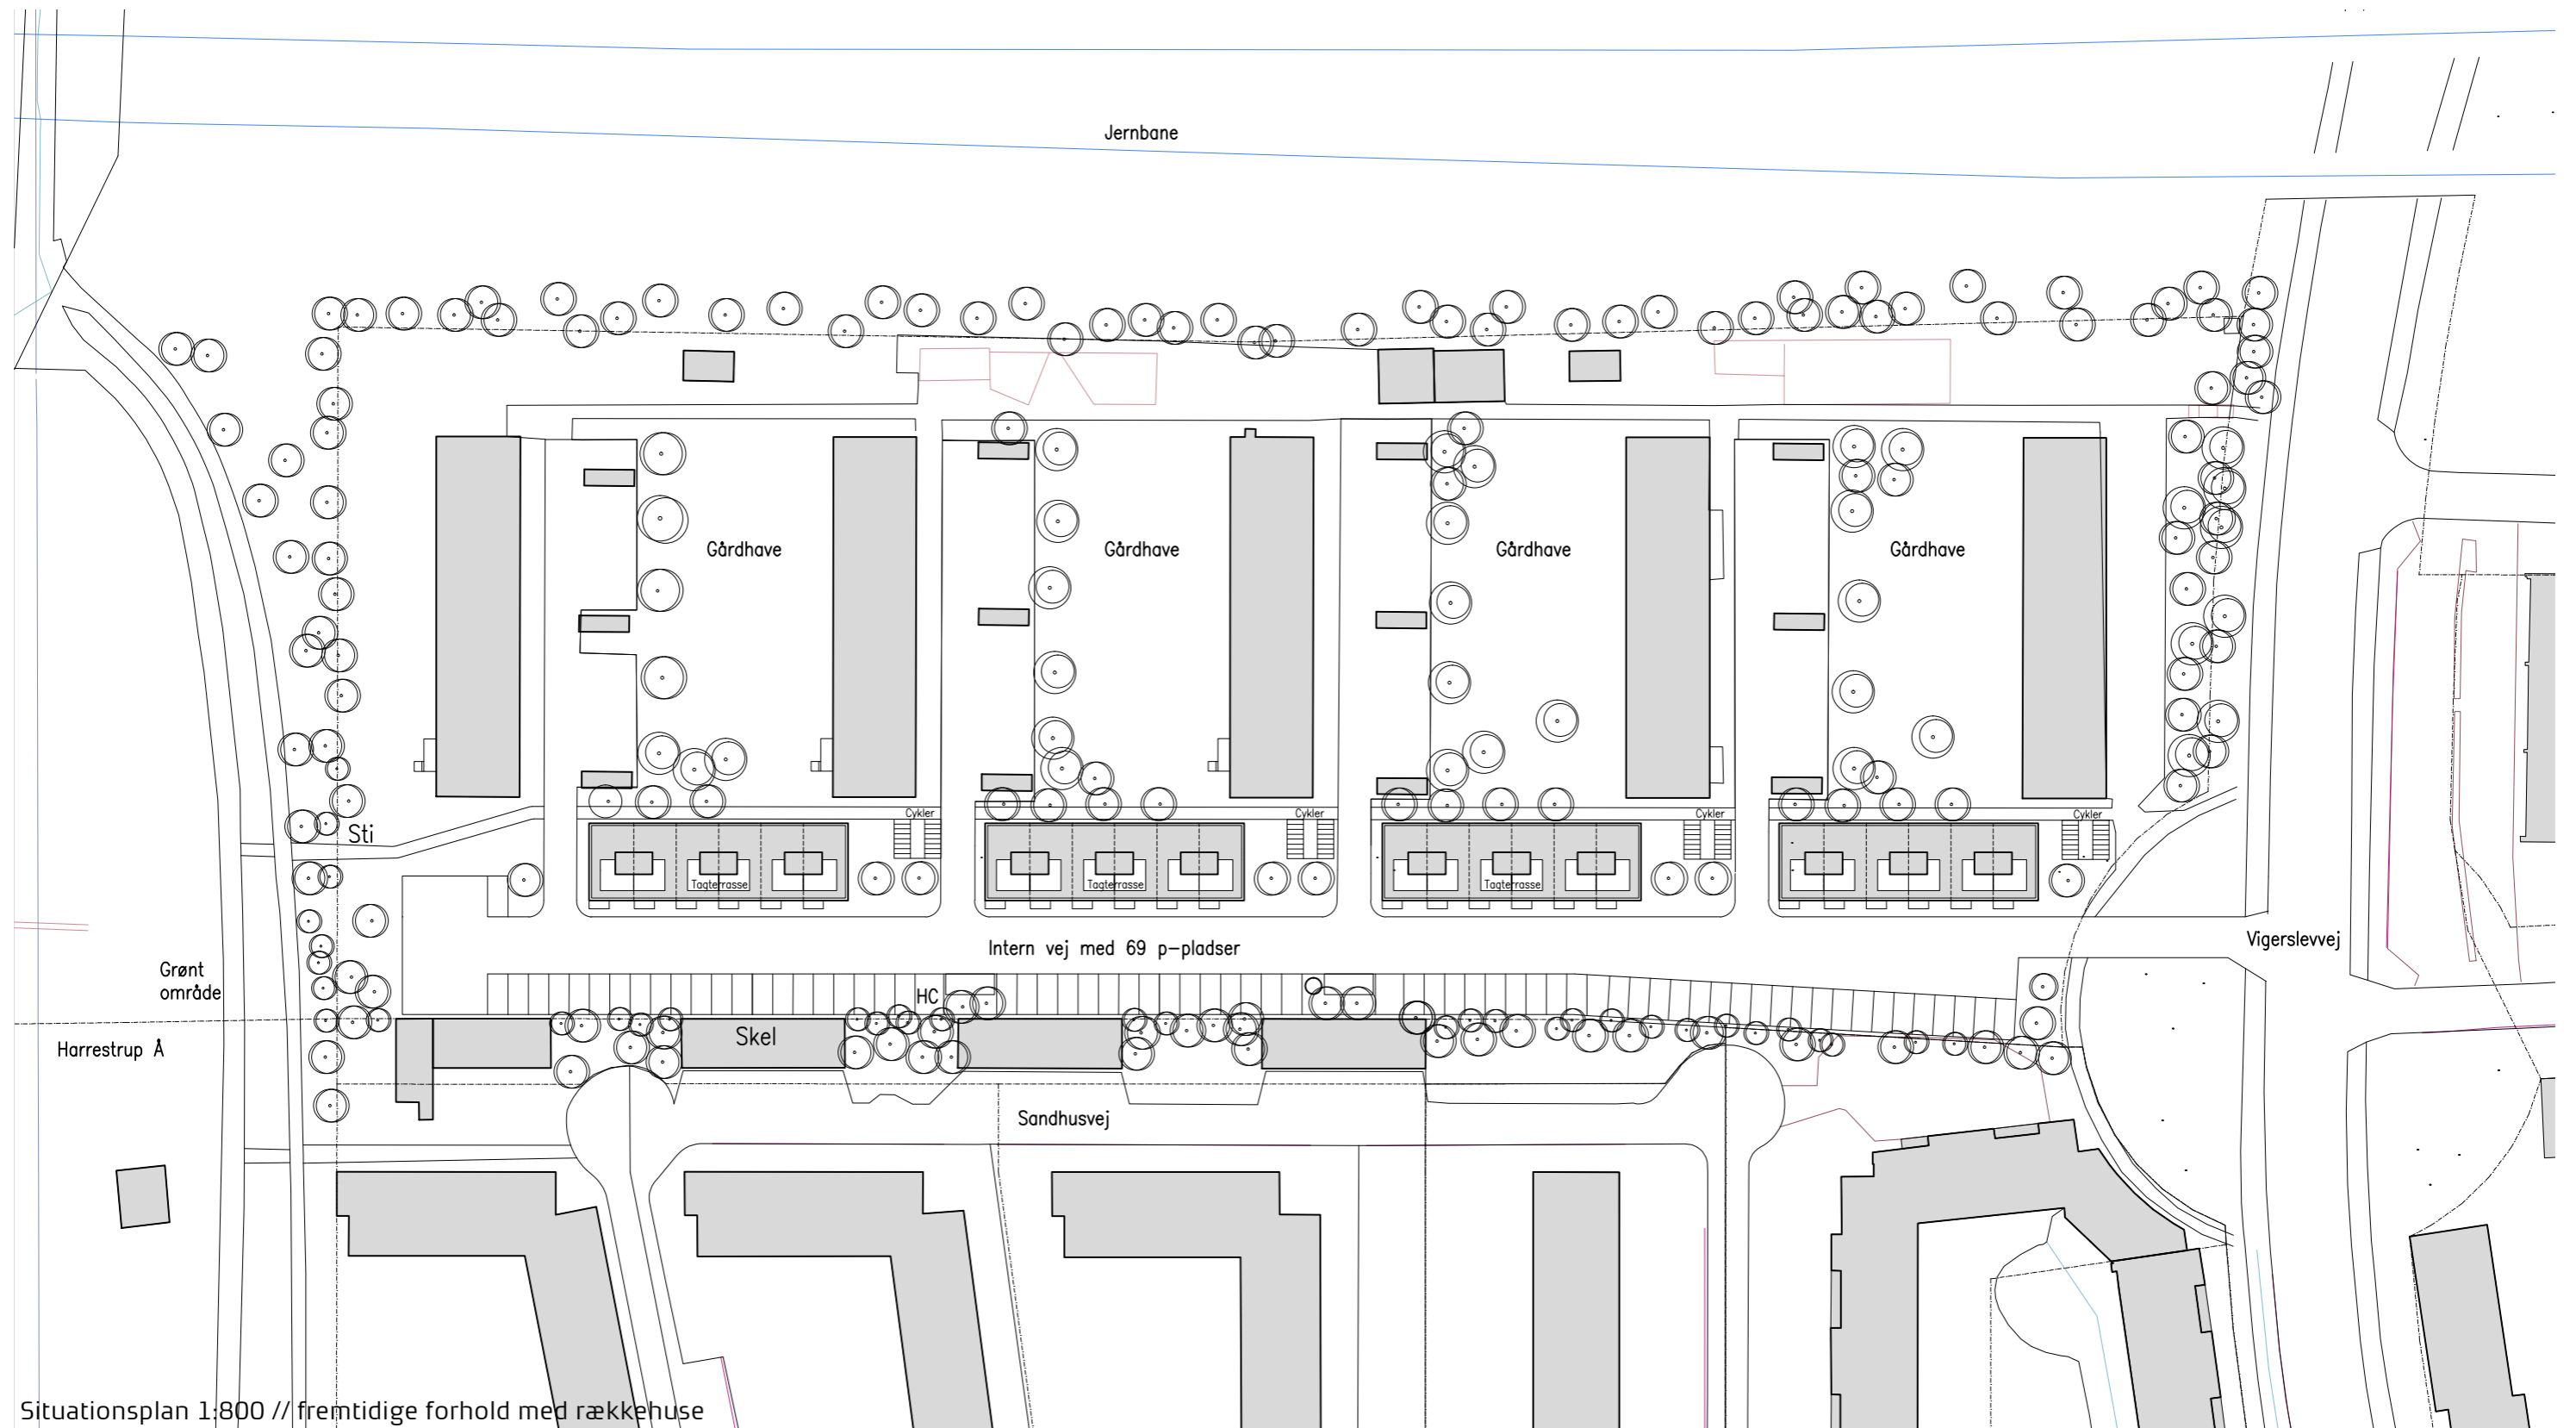 Jernbane
Gårdhave
Gårdhave
Gårdhave
Gårdhave
Cykler
Cykler
Cykler
Cykler
Sti
Tagterrasse
Tagterrasse
Tagterrasse
Intern vej med 69 p-pladser
Vigerslevvej
Grønt
område
HC
Skel
Harrestrup Å
Sandhusvej
Situationsplan 1:800 // fremtidige forhold med rækkehuse